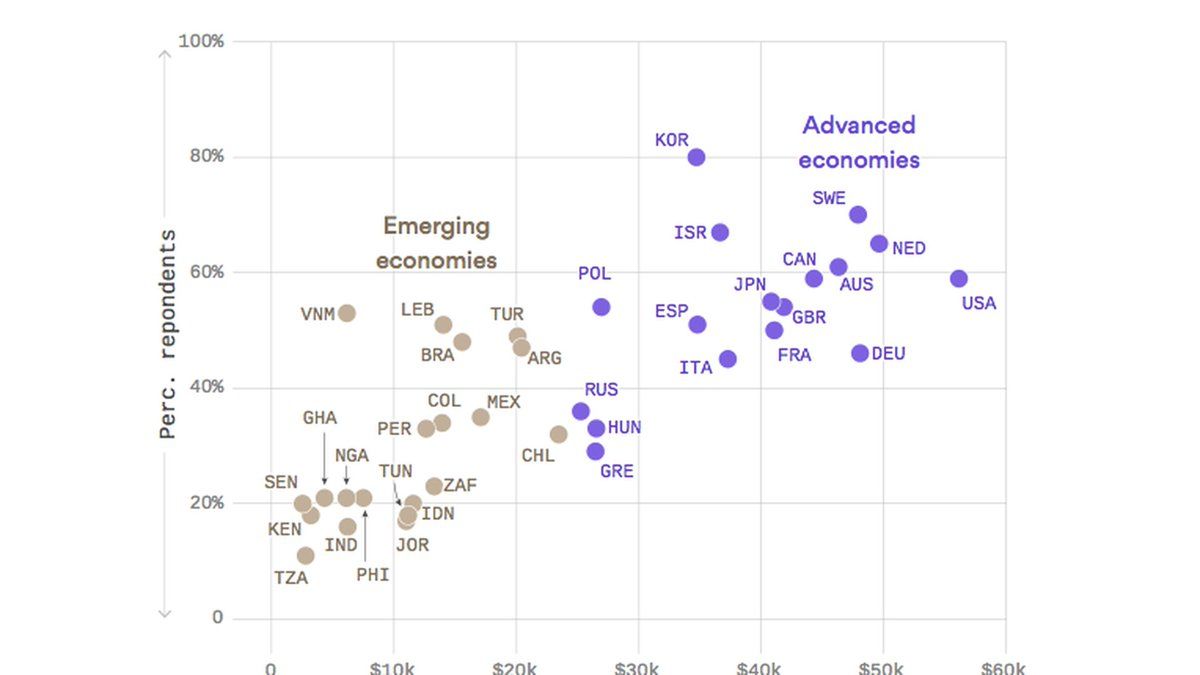 100%
80%
60%
40%
20%
0
Perc. repondents
Emerging
economies
Advanced
economies
KOR
SWE
ISR
NED
CAN
POL
JPN
AUS
USA
VNM
LEB
TUR
ESP
GBR
BRA
ARG
FRA
DEU
ITA
RUS
COL
MEX
GHA
PER
HUN
NGA
CHL
TUN
GRE
SEN
ZAF
IDN
KEN
IND
JOR
TZA
PHI
0
$10k
$20k
$30k
$40k
$50k
$60k